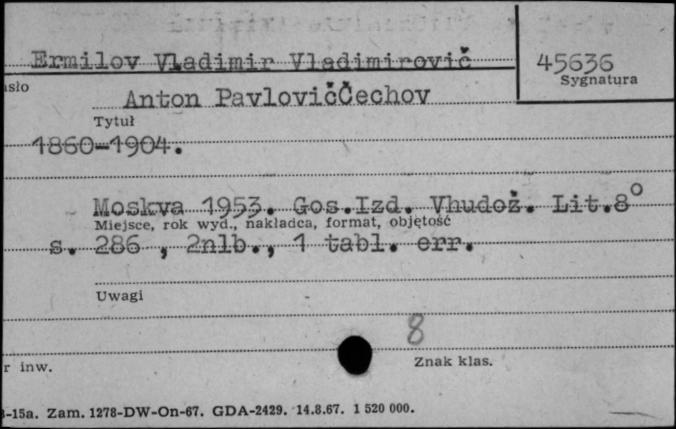 Ermilov Vladimir Vladimirovič
45636
Sygnatura
asło
Anton PavlovičČechov
Tytuł
1860-1904.
Moskva 1953. Gos.Izd. Vhudož. Lit.8°
Miejsce, rok wyd., nakładca, format, objętość
s. 286 , 2nlb., 1 tabl. err.
Uwagi
8
r inw.
Znak klas.
-15a. Zam. 1278-DW-On-67. GDA-2429. 14.8.67. 1 520 000.